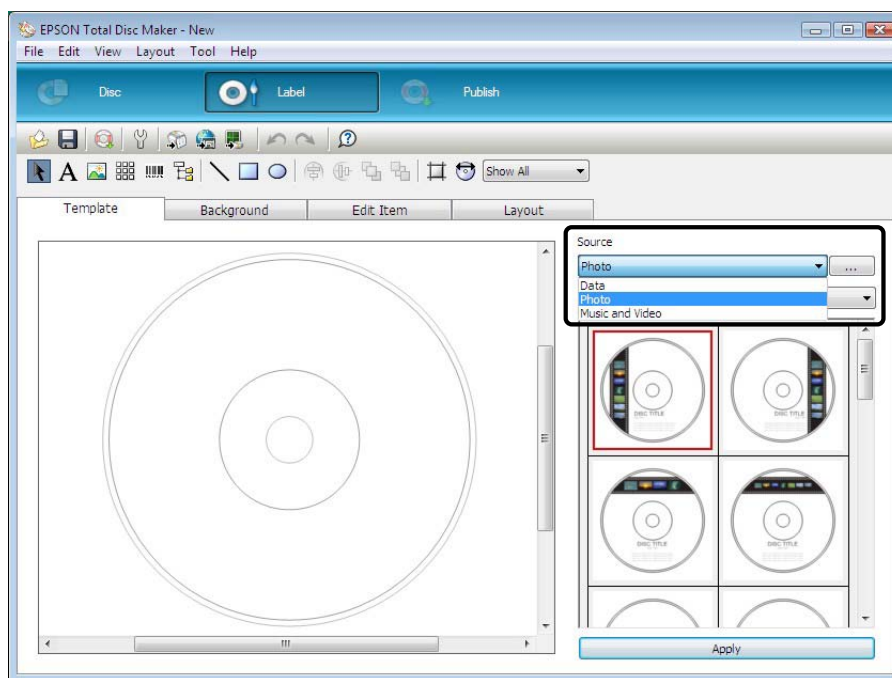 EPSON Total Disc Maker - New
File Edit View Layout Tool Help
Disc Label Publish
A Show All
Template Background Edit Item Layout
Source
Photo ...
Data
Photo
Music and Video
DISC TITLE DISC TITLE
DISC TITLE DISC TITLE
Apply